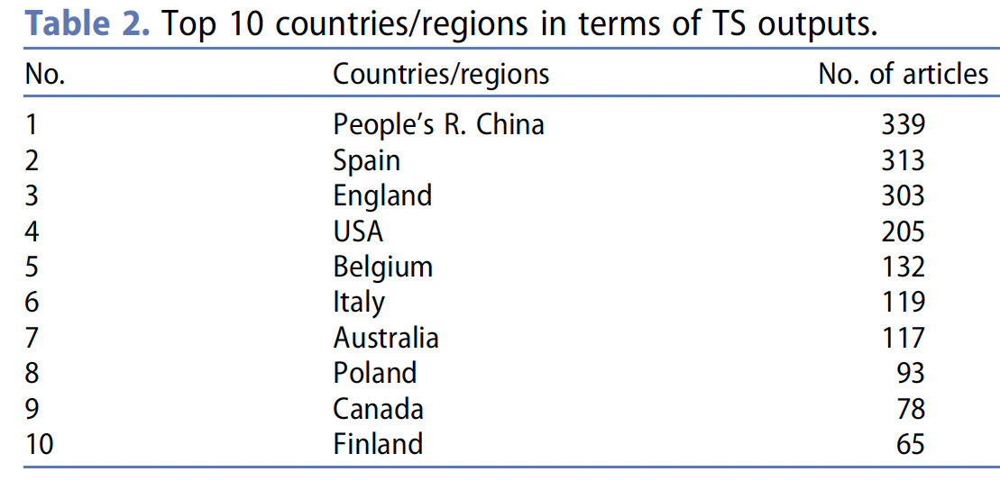 Table 2. Top 10 countries/regions in terms of TS outputs.
No. Countries/regions No. of articles
1 People's R. China 339
2 Spain 313
3 England 303
4 USA 205
5 Belgium 132
6 Italy 119
7 Australia 117
8 Poland 93
9 Canada 78
10 Finland 65